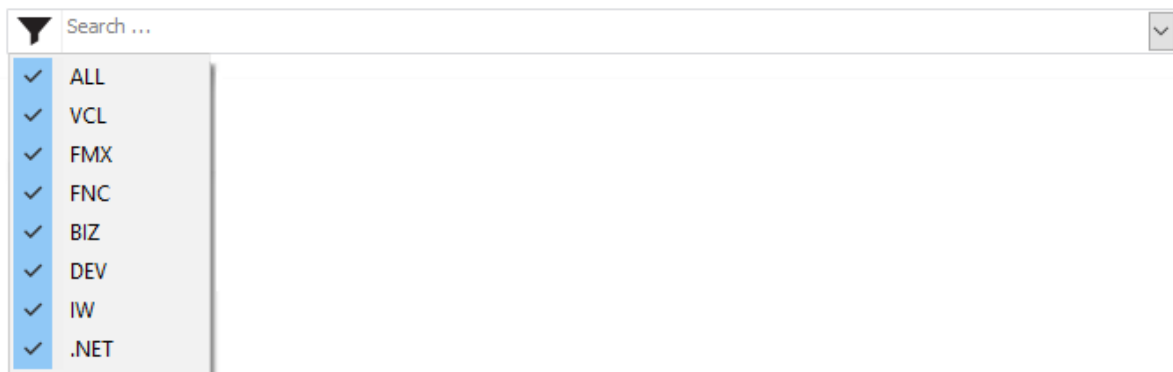 Search ...
ALL
VCL
FMX
FNC
BIZ
DEV
IW
.NET